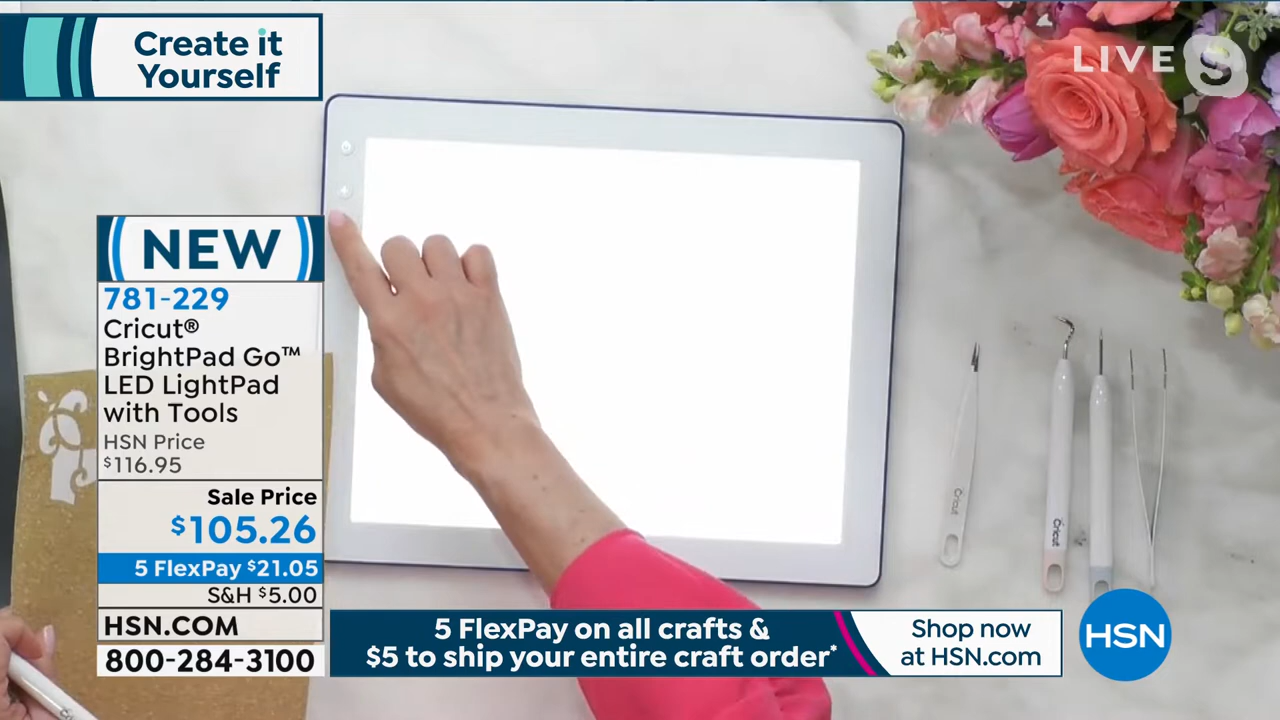 Create it
Yourself
LIVE
NEW
781-229
Cricut®
BrightPad Go™
LED LightPad
with Tools
HSN Price
$116.95
Sale Price
$105.26
5 FlexPay $21.05
S&H $5.00
HSN.COM
800-284-3100
5 FlexPay on all crafts &
$5 to ship your entire craft order*
Shop now
at HSN.com
HSN
Cricut
Cricut